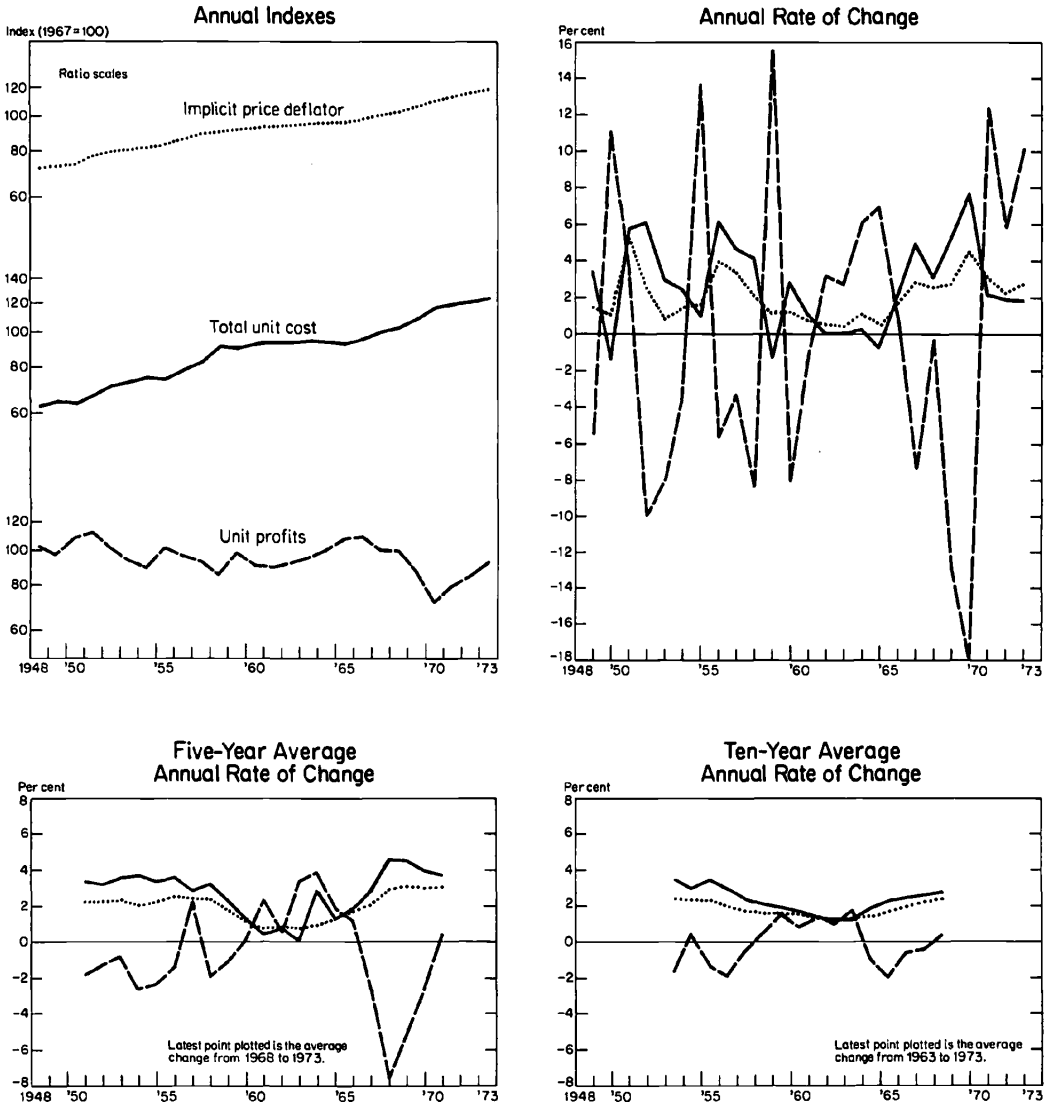 Annual Indexes
Index (1967=100)
Ratio scales
120
100
80
60
Implicit price deflator
140
120
100
80
60
Total unit cost
120
100
80
60
Unit profits
1948 '50 '55 '60 '65 '70 '73
Annual Rate of Change
Per cent
16
14
12
10
8
6
4
2
0
-2
-4
-6
-8
-10
-12
-14
-16
-18
1948 '50 '55 '60 '65 '70 '73
Five-Year Average
Annual Rate of Change
Per cent
8
6
4
2
0
-2
-4
-6
-8
Latest point plotted is the average
change from 1968 to 1973.
1948 '50 '55 '60 '65 '70 '73
Ten-Year Average
Annual Rate of Change
Per cent
8
6
4
2
0
-2
-4
-6
-8
Latest point plotted is the average
change from 1963 to 1973.
1948 '50 '55 '60 '65 '70 '73